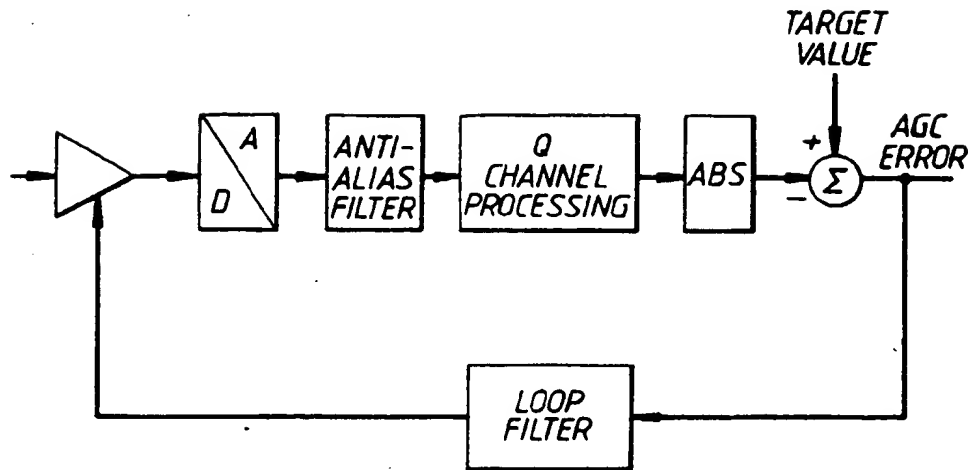 TARGET
VALUE
A
D
ANTI-
ALIAS
FILTER
Q
CHANNEL
PROCESSING
ABS
+
Σ
−
AGC
ERROR
LOOP
FILTER